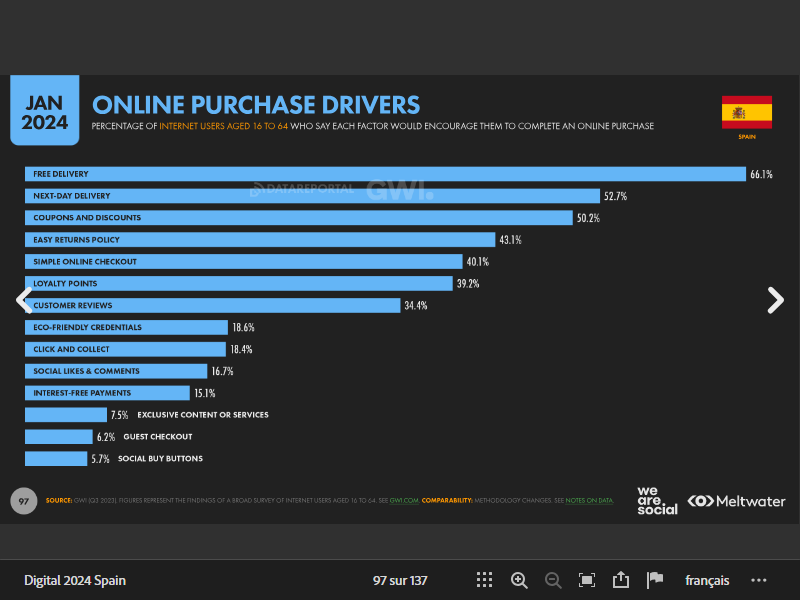 JAN
2024
ONLINE PURCHASE DRIVERS
PERCENTAGE OF INTERNET USERS AGED 16 TO 64 WHO SAY EACH FACTOR WOULD ENCOURAGE THEM TO COMPLETE AN ONLINE PURCHASE
SPAIN
FREE DELIVERY 66.1%
DATAREPORTAL GWI.
NEXT-DAY DELIVERY 52.7%
COUPONS AND DISCOUNTS 50.2%
EASY RETURNS POLICY 43.1%
SIMPLE ONLINE CHECKOUT 40.1%
LOYALTY POINTS 39.2%
CUSTOMER REVIEWS 34.4%
ECO-FRIENDLY CREDENTIALS 18.6%
CLICK AND COLLECT 18.4%
SOCIAL LIKES & COMMENTS 16.7%
INTEREST-FREE PAYMENTS 15.1%
7.5% EXCLUSIVE CONTENT OR SERVICES
6.2% GUEST CHECKOUT
5.7% SOCIAL BUY BUTTONS
97
SOURCE: GWI (Q3 2023). FIGURES REPRESENT THE FINDINGS OF A BROAD SURVEY OF INTERNET USERS AGED 16 TO 64. SEE GWI.COM. COMPARABILITY: METHODOLOGY CHANGES. SEE NOTES ON DATA.
we
are
social
Meltwater
Digital 2024 Spain
97 sur 137
français